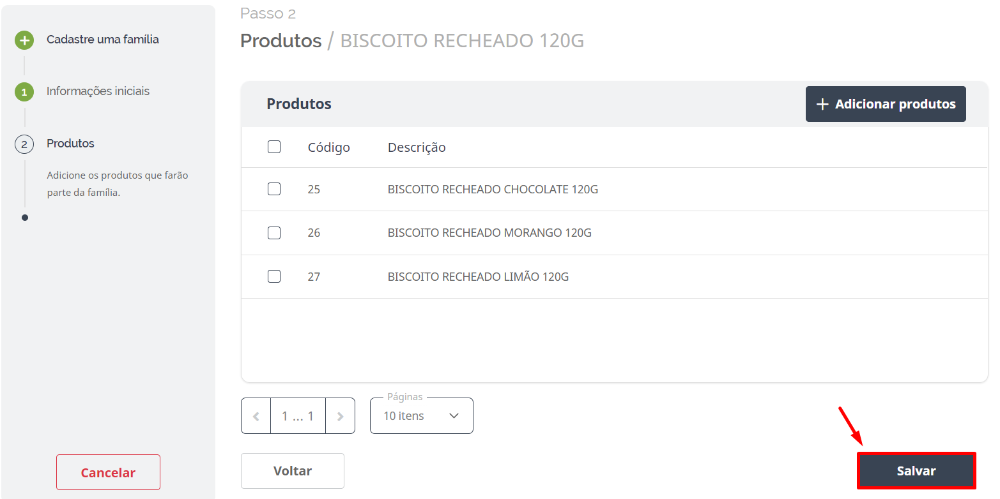 Cadastre uma família
1 Informações iniciais
2 Produtos
Adicione os produtos que farão
parte da família.
Cancelar
Passo 2
Produtos / BISCOITO RECHEADO 120G
Produtos
+ Adicionar produtos
Código Descrição
25 BISCOITO RECHEADO CHOCOLATE 120G
26 BISCOITO RECHEADO MORANGO 120G
27 BISCOITO RECHEADO LIMÃO 120G
1 ... 1
Páginas
10 itens
Voltar
Salvar